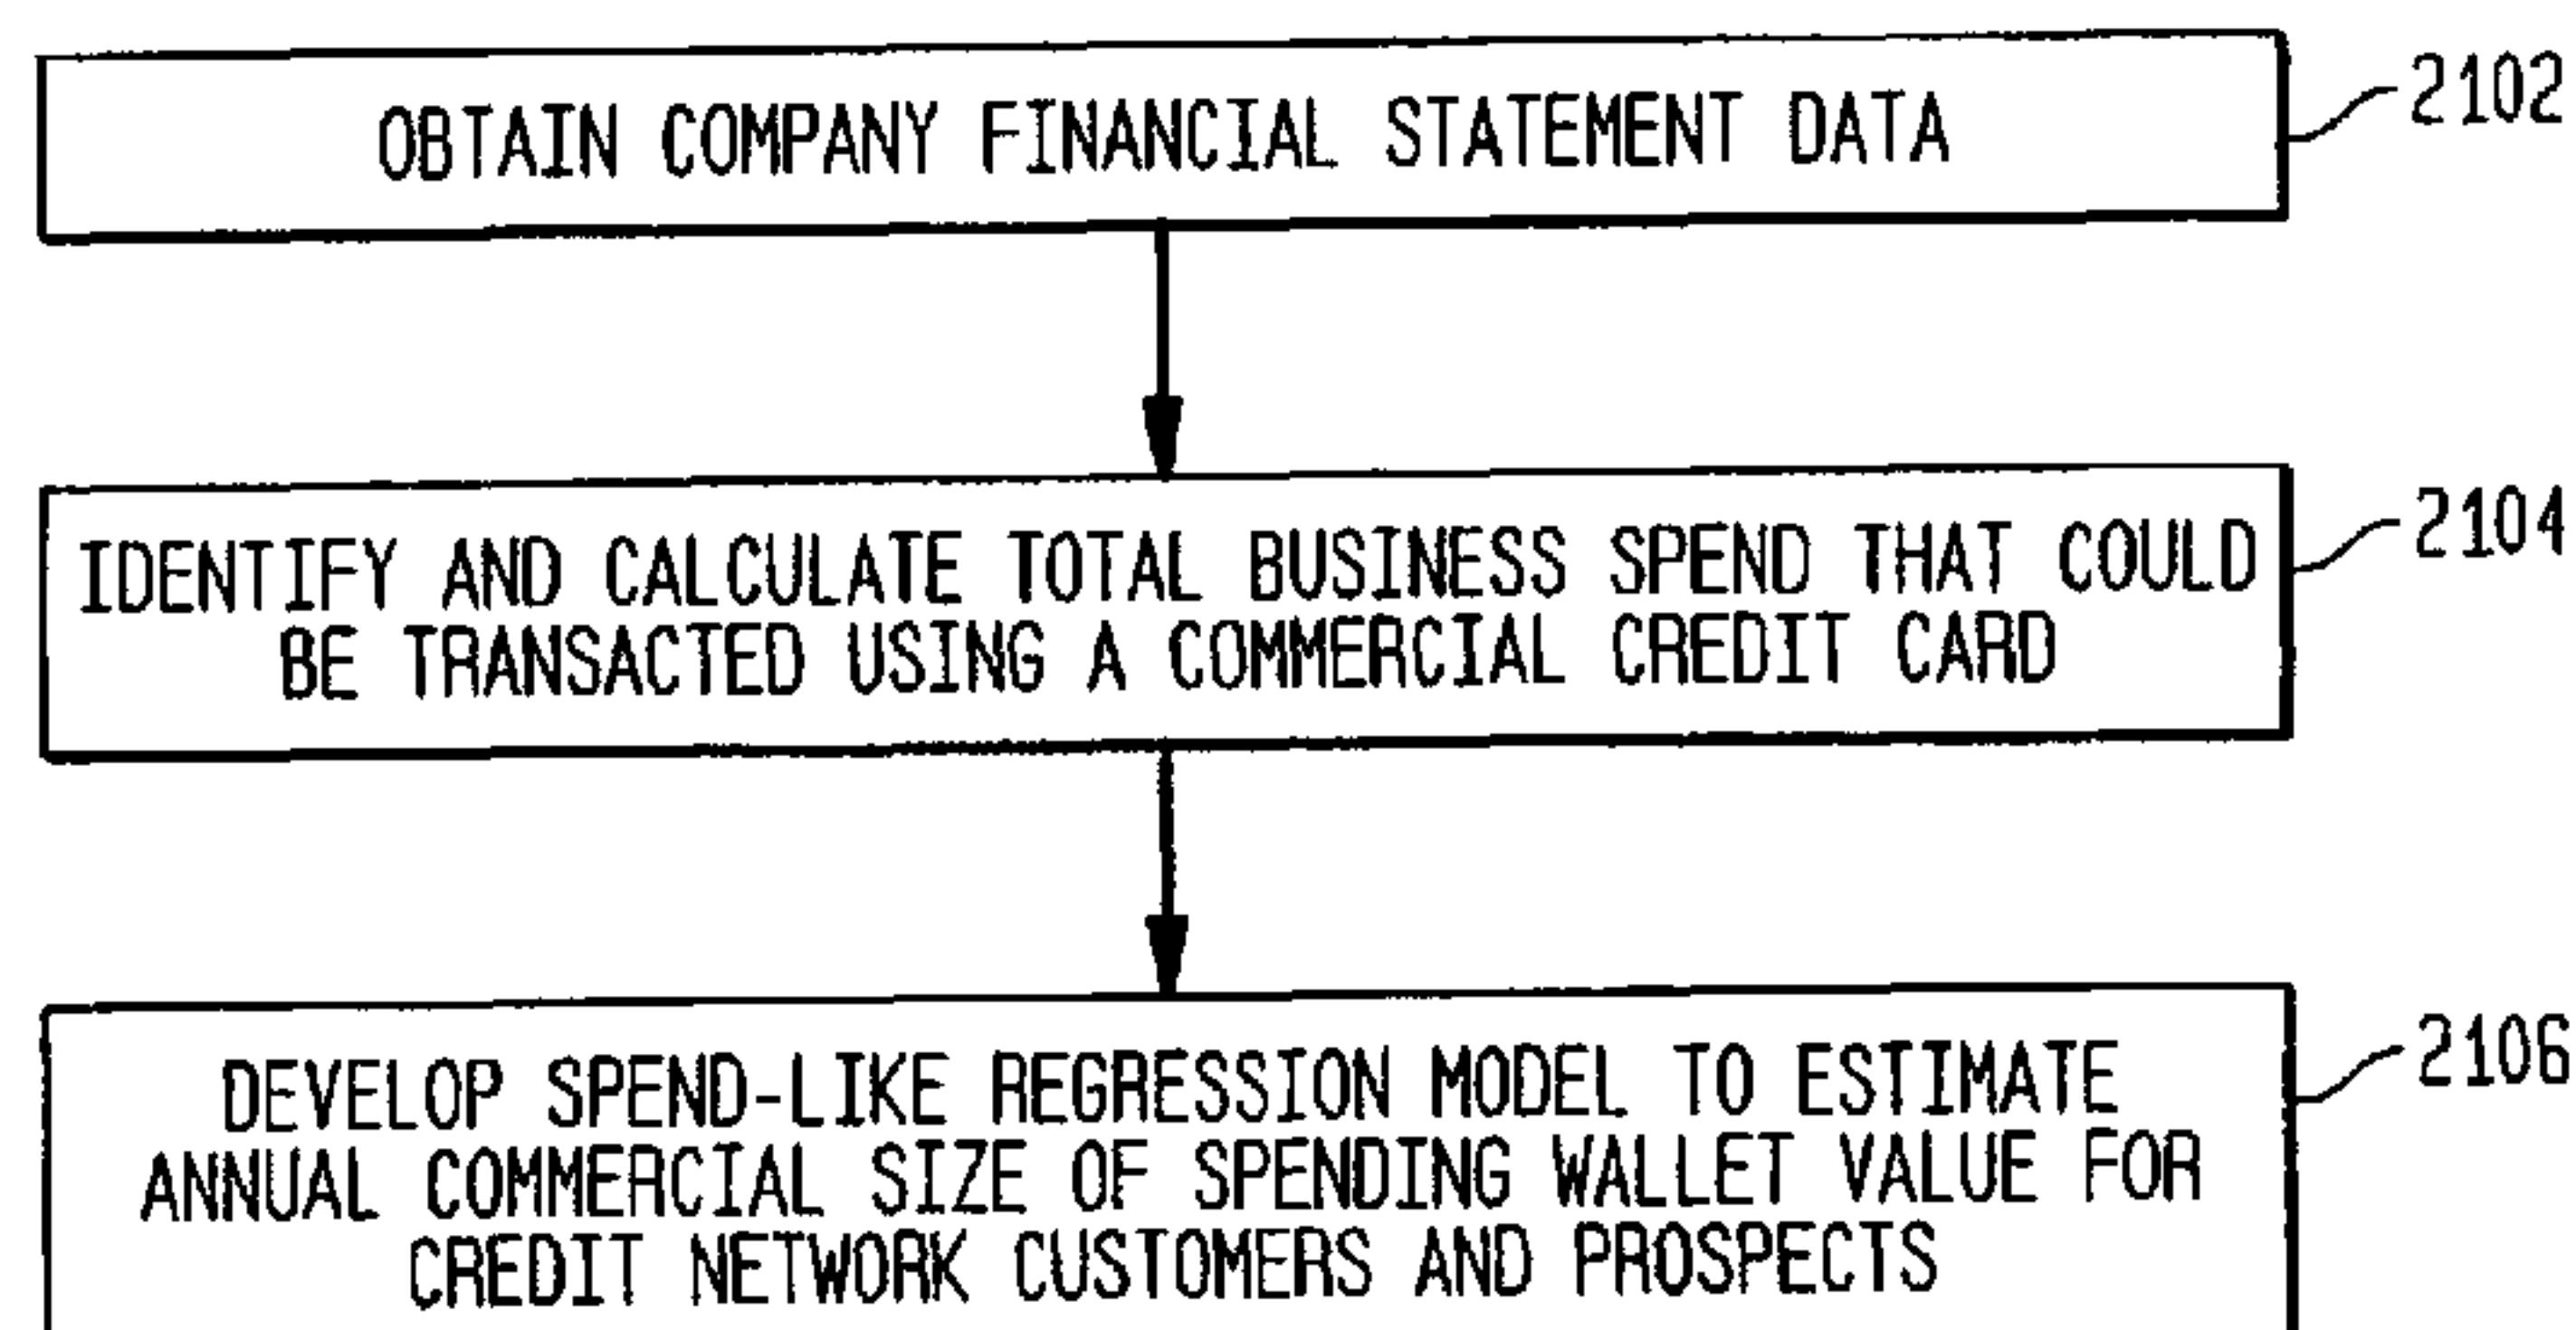 OBTAIN COMPANY FINANCIAL STATEMENT DATA
2102
IDENTIFY AND CALCULATE TOTAL BUSINESS SPEND THAT COULD
BE TRANSACTED USING A COMMERCIAL CREDIT CARD
2104
DEVELOP SPEND-LIKE REGRESSION MODEL TO ESTIMATE
ANNUAL COMMERCIAL SIZE OF SPENDING WALLET VALUE FOR
CREDIT NETWORK CUSTOMERS AND PROSPECTS
2106